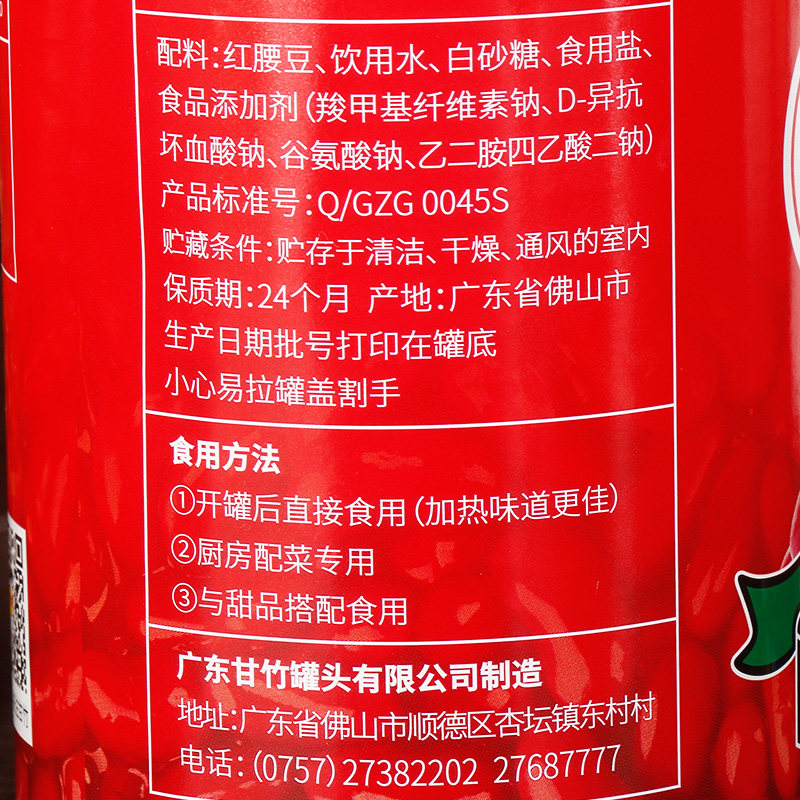 配料：红腰豆、饮用水、白砂糖、食用盐、
食品添加剂（羧甲基纤维素钠、D-异抗
坏血酸钠、谷氨酸钠、乙二胺四乙酸二钠）
产品标准号：Q/GZG 0045S
贮藏条件：贮存于清洁、干燥、通风的室内
保质期：24个月 产地：广东省佛山市
生产日期批号打印在罐底
小心易拉罐盖割手
食用方法
①开罐后直接食用（加热味道更佳）
②厨房配菜专用
③与甜品搭配食用
广东甘竹罐头有限公司制造
地址：广东省佛山市顺德区杏坛镇东村村
电话：（0757）27382202 27687777